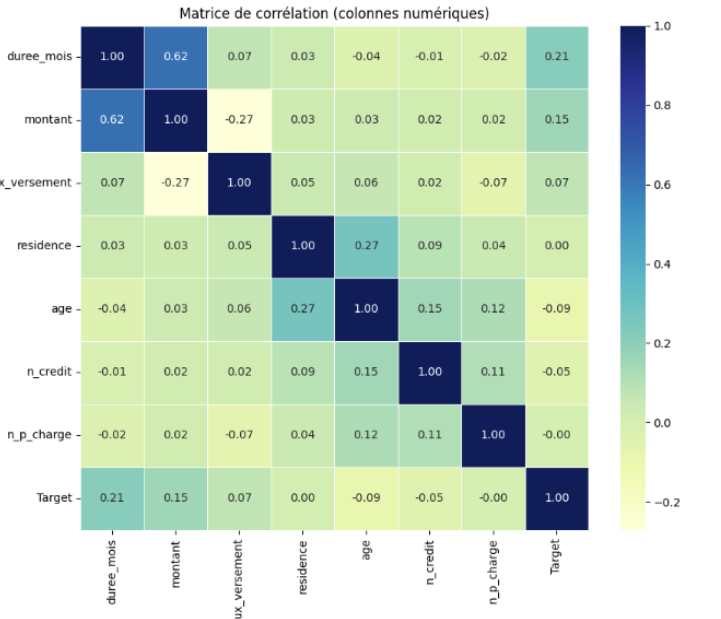 Matrice de corrélation (colonnes numériques)
duree_mois 1.00 0.62 0.07 0.03 -0.04 -0.01 -0.02 0.21
montant 0.62 1.00 -0.27 0.03 0.03 0.02 0.02 0.15
x_versement 0.07 -0.27 1.00 0.05 0.06 0.02 -0.07 0.07
residence 0.03 0.03 0.05 1.00 0.27 0.09 0.04 0.00
age -0.04 0.03 0.06 0.27 1.00 0.15 0.12 -0.09
n_credit -0.01 0.02 0.02 0.09 0.15 1.00 0.11 -0.05
n_p_charge -0.02 0.02 -0.07 0.04 0.12 0.11 1.00 -0.00
Target 0.21 0.15 0.07 0.00 -0.09 -0.05 -0.00 1.00
duree_mois montant ux_versement residence age n_credit n_p_charge Target
1.0
0.8
0.6
0.4
0.2
0.0
−0.2